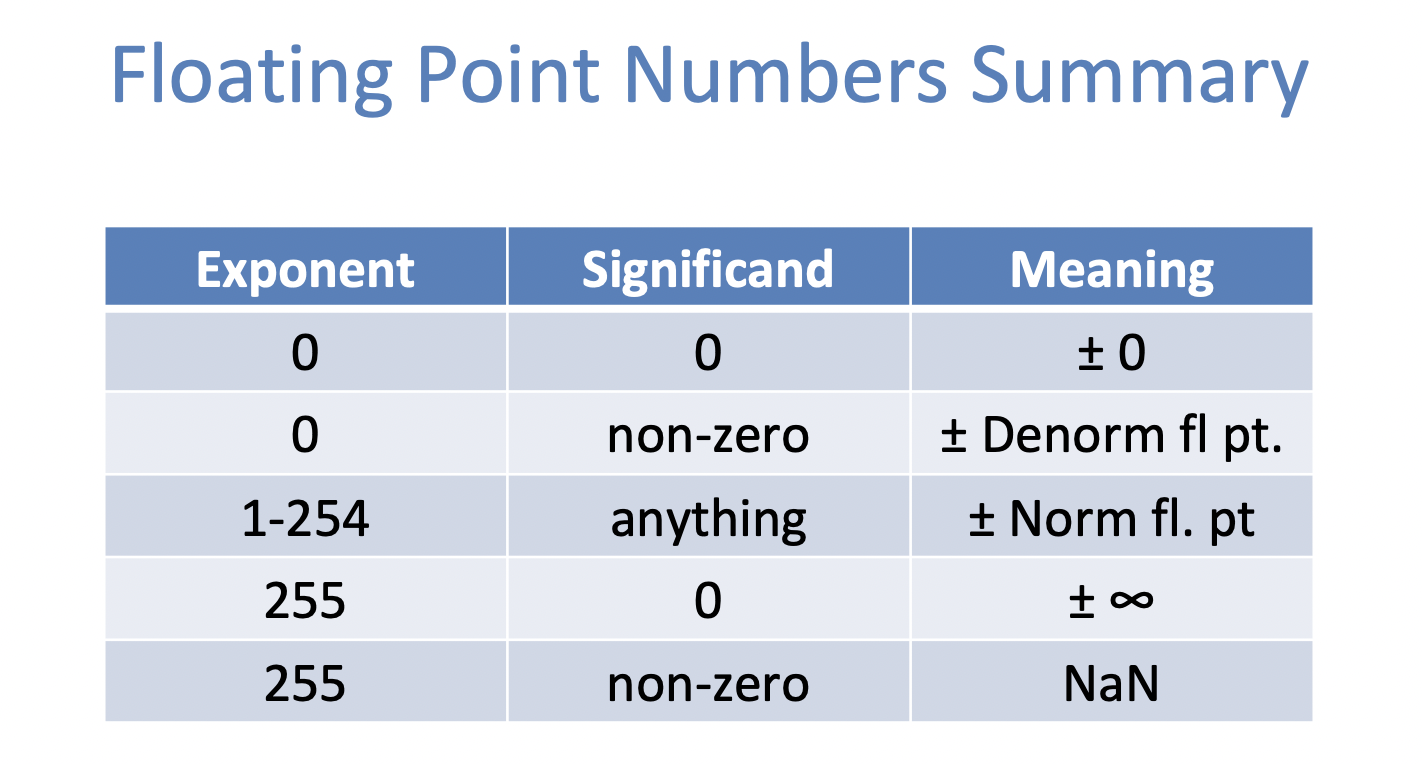 Floating Point Numbers Summary
Exponent Significand Meaning
0 0 ± 0
0 non-zero ± Denorm fl pt.
1-254 anything ± Norm fl. pt
255 0 ± ∞
255 non-zero NaN